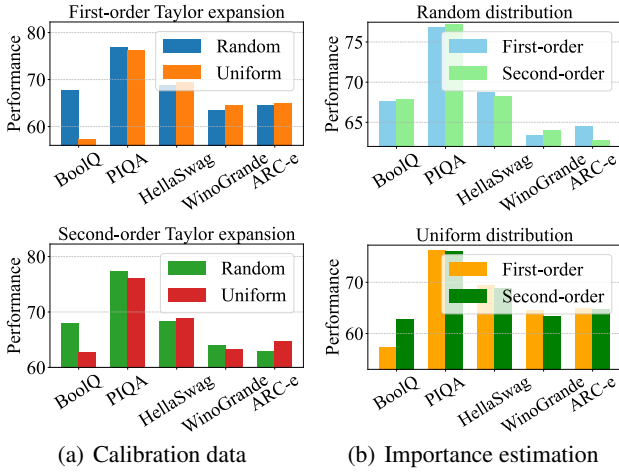 First-order Taylor expansion
Performance
80
70
60
Random
Uniform
BoolQ
PIQA
HellaSwag
WinoGrande
ARC-e
Random distribution
Performance
75
70
65
First-order
Second-order
BoolQ
PIQA
HellaSwag
WinoGrande
ARC-e
Second-order Taylor expansion
Performance
80
70
60
Random
Uniform
BoolQ
PIQA
HellaSwag
WinoGrande
ARC-e
Uniform distribution
Performance
70
60
First-order
Second-order
BoolQ
PIQA
HellaSwag
WinoGrande
ARC-e
(a) Calibration data
(b) Importance estimation